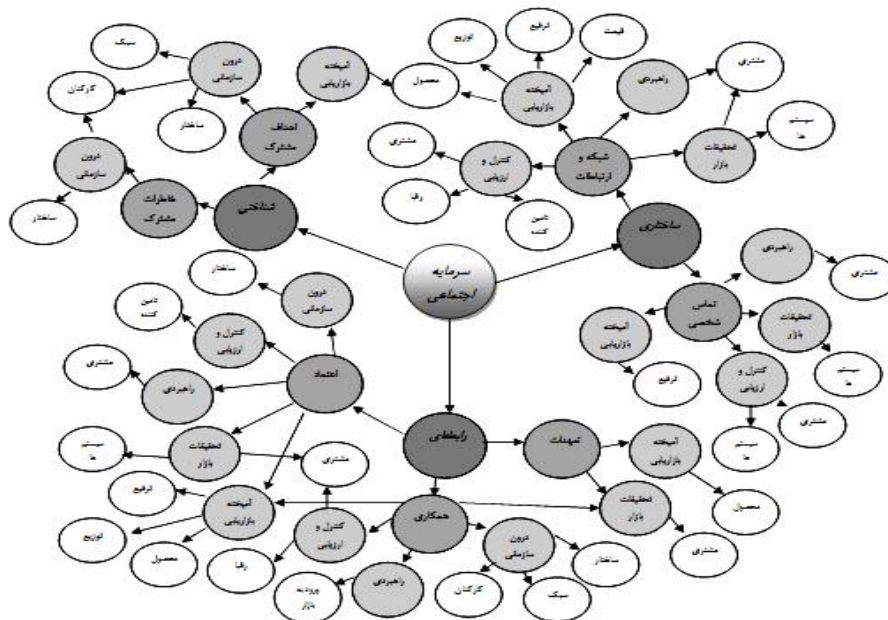 سبک
درون
سازمانی
کارکنان
ساختار
آمیخته
بازاریابی
اهداف
مشترک
درون
سازمانی
ساختار
خاطرات
مشترک
شناختی
محصول
توزیع
ترفیع
قیمت
آمیخته
بازاریابی
راهبردی
مشتری
تحقیقات
بازار
سیستم
ها
شبکه و
ارتباطات
کنترل و
ارزیابی
مشتری
رقبا
تامین
کننده
ساختاری
سرمایه
اجتماعی
راهبردی
مشتری
تماس
شخصی
تحقیقات
بازار
سیستم
ها
آمیخته
بازاریابی
ترفیع
کنترل و
ارزیابی
مشتری
سیستم
ها
ساختار
درون
سازمانی
تامین
کننده
کنترل و
ارزیابی
اعتماد
مشتری
راهبردی
سیستم
ها
تحقیقات
بازار
مشتری
ترفیع
آمیخته
بازاریابی
توزیع
محصول
رابطه‌ای
تعهدات
آمیخته
بازاریابی
محصول
تحقیقات
بازار
مشتری
همکاری
کنترل و
ارزیابی
رقبا
راهبردی
ورود به
بازار
درون
سازمانی
ساختار
سبک
کارکنان